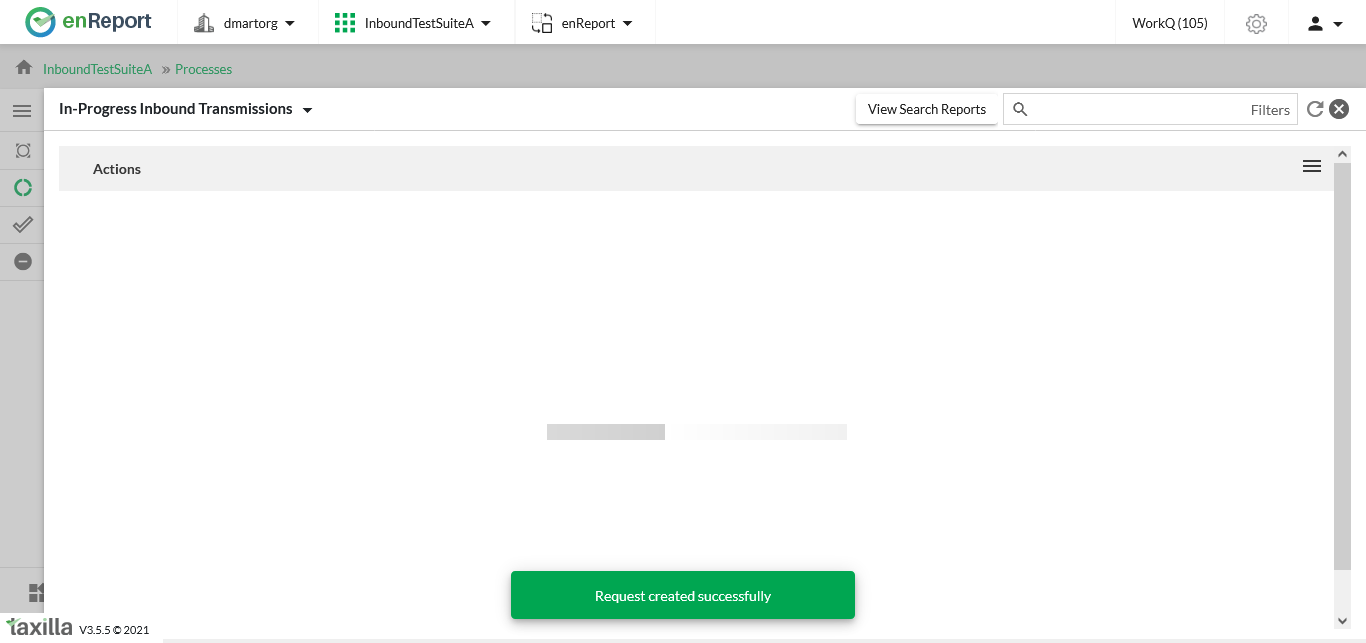 enReport
dmartorg
InboundTestSuiteA
enReport
WorkQ (105)
InboundTestSuiteA » Processes
In-Progress Inbound Transmissions
View Search Reports
Filters
Actions
Request created successfully
taxilla V3.5.5 © 2021